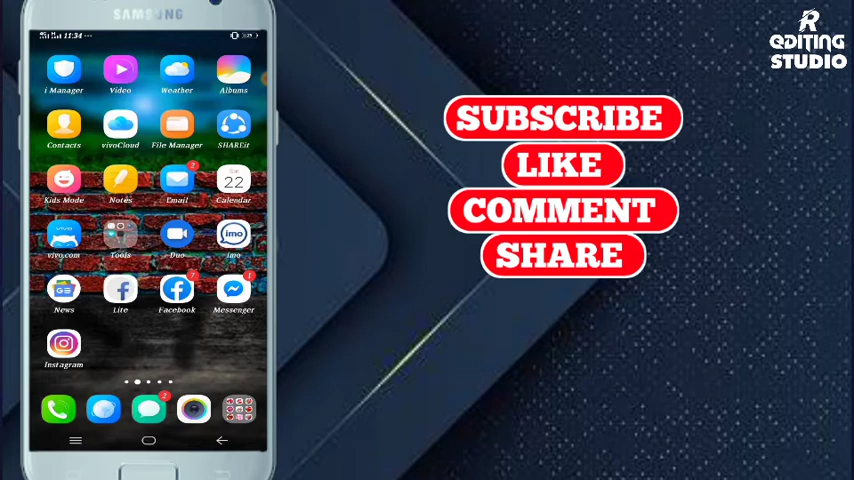 SAMSUNG
11:34
i Manager
Video
Weather
Albums
Contacts
vivoCloud
File Manager
SHAREit
2
Sat
22
Kids Mode
Notes
Email
Calendar
vivo
imo
vivo.com
Tools
Duo
imo
7
1
News
Lite
Facebook
Messenger
Instagram
2
SUBSCRIBE
LIKE
COMMENT
SHARE
R
EDITING
STUDIO